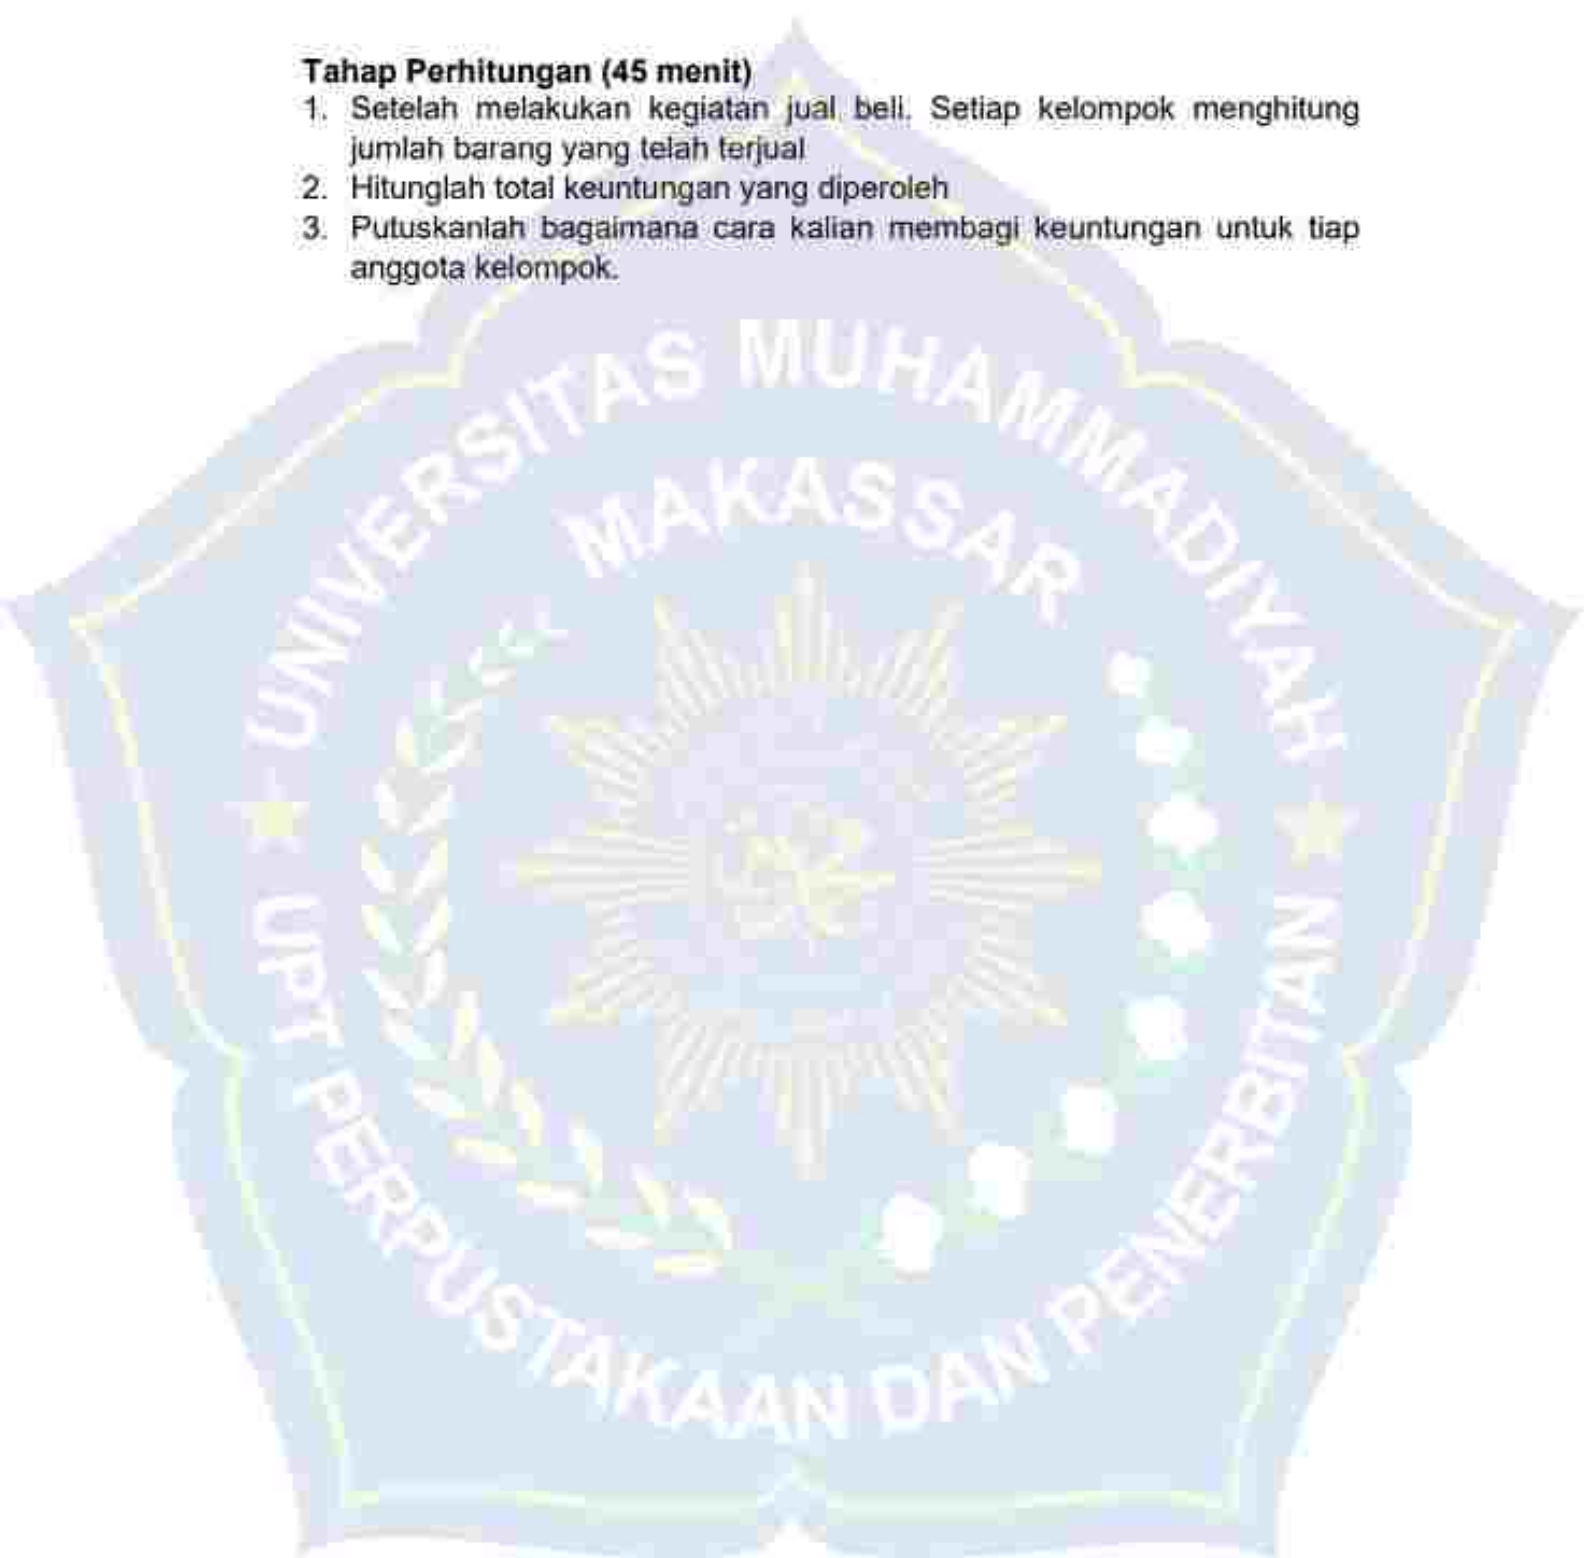 Tahap Perhitungan (45 menit)
1. Setelah melakukan kegiatan jual beli. Setiap kelompok menghitung
jumlah barang yang telah terjual
2. Hitunglah total keuntungan yang diperoleh
3. Putuskanlah bagaimana cara kalian membagi keuntungan untuk tiap
anggota kelompok.
UNIVERSITAS MUHAMMADIYAH
MAKASSAR
UPT PERPUSTAKAAN DAN PENERBITAN